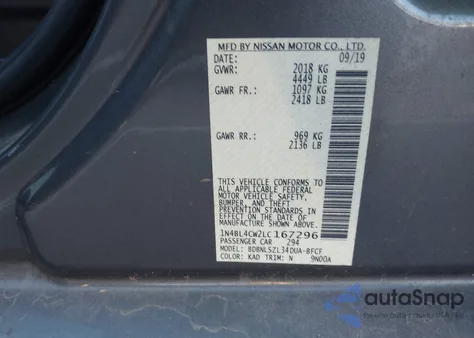 MFD BY NISSAN MOTOR CO., LTD.
DATE: 09/19
GVWR: 2018 KG
4449 LB
GAWR FR.: 1097 KG
2418 LB
GAWR RR.: 969 KG
2136 LB
THIS VEHICLE CONFORMS TO
ALL APPLICABLE FEDERAL
MOTOR VEHICLE SAFETY,
BUMPER, AND THEFT
PREVENTION STANDARDS IN
EFFECT ON THE DATE OF
MANUFACTURE SHOWN ABOVE.
1N4BL4CW2LC167296
PASSENGER CAR 294
MODEL: BDBNLSZL34DUA-BFCF
COLOR: KAD TRIM: N 9N00A
autoSnap